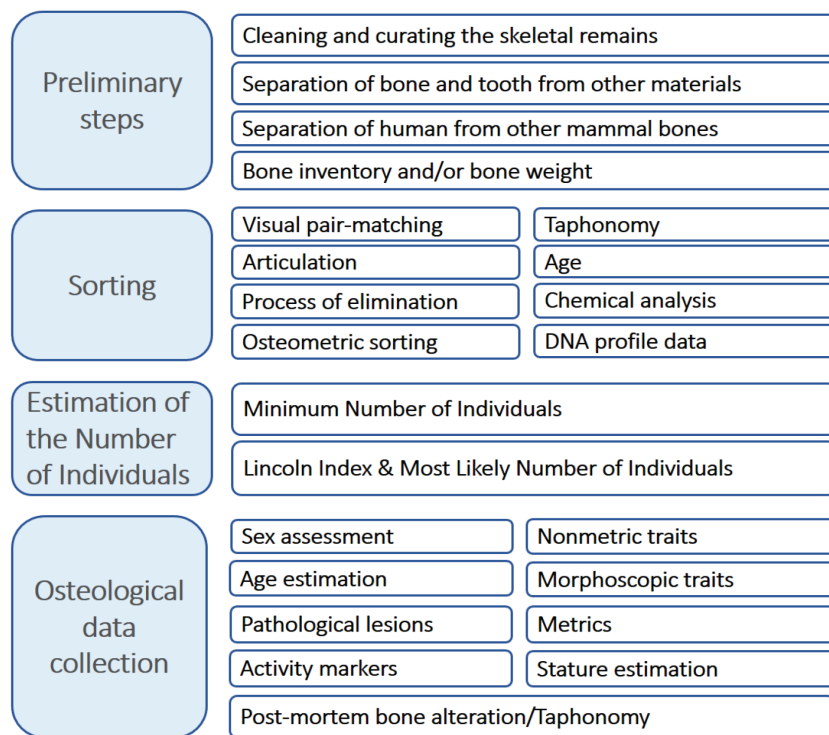 Preliminary
steps
Cleaning and curating the skeletal remains
Separation of bone and tooth from other materials
Separation of human from other mammal bones
Bone inventory and/or bone weight
Sorting
Visual pair-matching
Taphonomy
Articulation
Age
Process of elimination
Chemical analysis
Osteometric sorting
DNA profile data
Estimation of
the Number
of Individuals
Minimum Number of Individuals
Lincoln Index & Most Likely Number of Individuals
Osteological
data
collection
Sex assessment
Nonmetric traits
Age estimation
Morphoscopic traits
Pathological lesions
Metrics
Activity markers
Stature estimation
Post-mortem bone alteration/Taphonomy